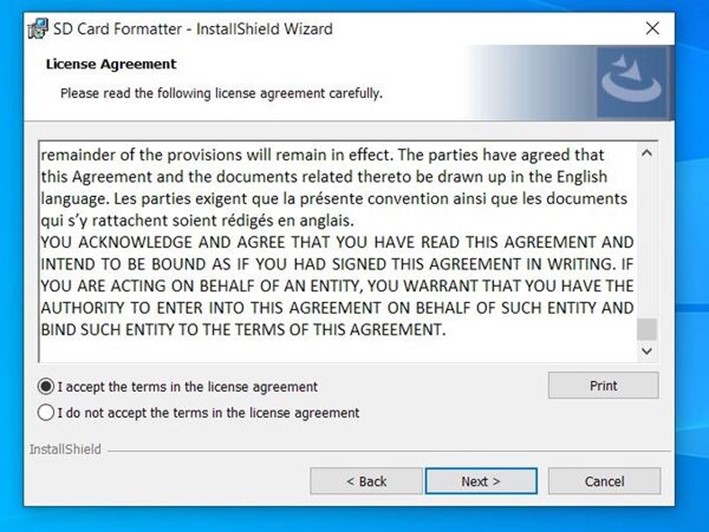 SD Card Formatter - InstallShield Wizard
License Agreement
Please read the following license agreement carefully.
remainder of the provisions will remain in effect. The parties have agreed that
this Agreement and the documents related thereto be drawn up in the English
language. Les parties exigent que la présente convention ainsi que les documents
qui s'y rattachent soient rédigés en anglais.
YOU ACKNOWLEDGE AND AGREE THAT YOU HAVE READ THIS AGREEMENT AND
INTEND TO BE BOUND AS IF YOU HAD SIGNED THIS AGREEMENT IN WRITING. IF
YOU ARE ACTING ON BEHALF OF AN ENTITY, YOU WARRANT THAT YOU HAVE THE
AUTHORITY TO ENTER INTO THIS AGREEMENT ON BEHALF OF SUCH ENTITY AND
BIND SUCH ENTITY TO THE TERMS OF THIS AGREEMENT.
I accept the terms in the license agreement
Print
I do not accept the terms in the license agreement
InstallShield
< Back
Next >
Cancel